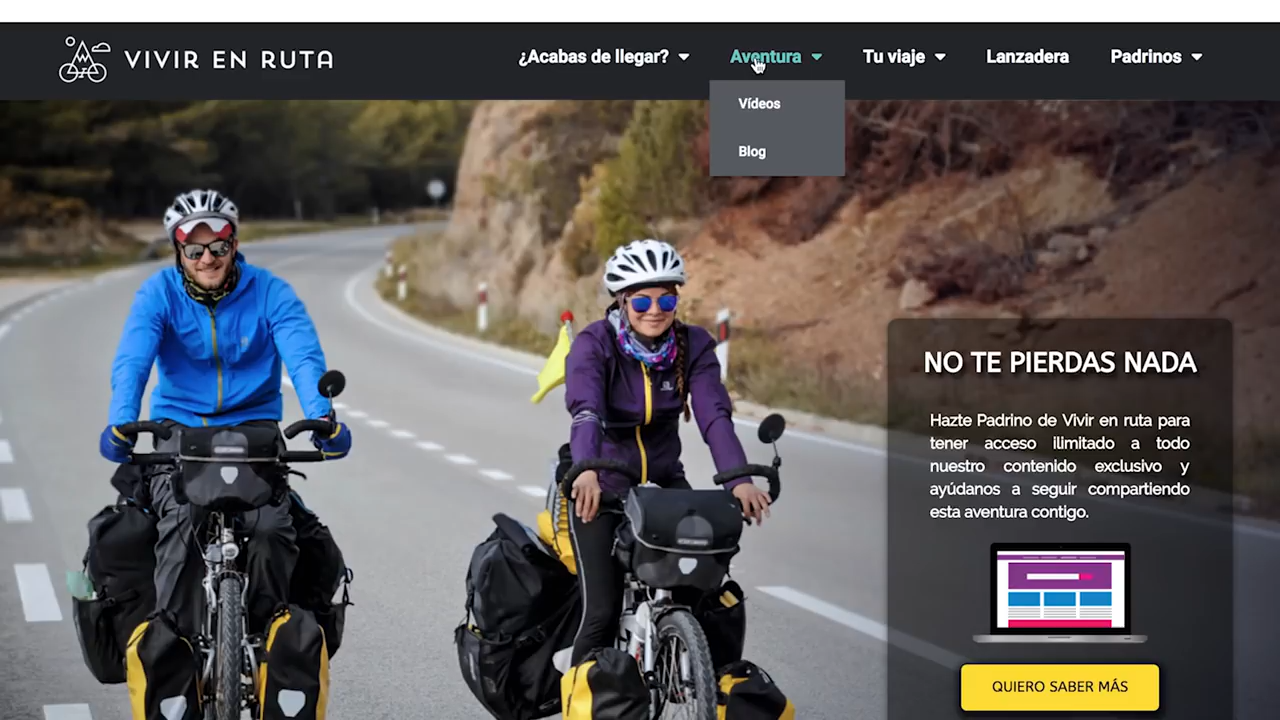 VIVIR EN RUTA
¿Acabas de llegar?
Aventura
Tu viaje
Lanzadera
Padrinos
Vídeos
Blog
NO TE PIERDAS NADA
Hazte Padrino de Vivir en ruta para
tener acceso ilimitado a todo
nuestro contenido exclusivo y
ayúdanos a seguir compartiendo
esta aventura contigo.
QUIERO SABER MÁS